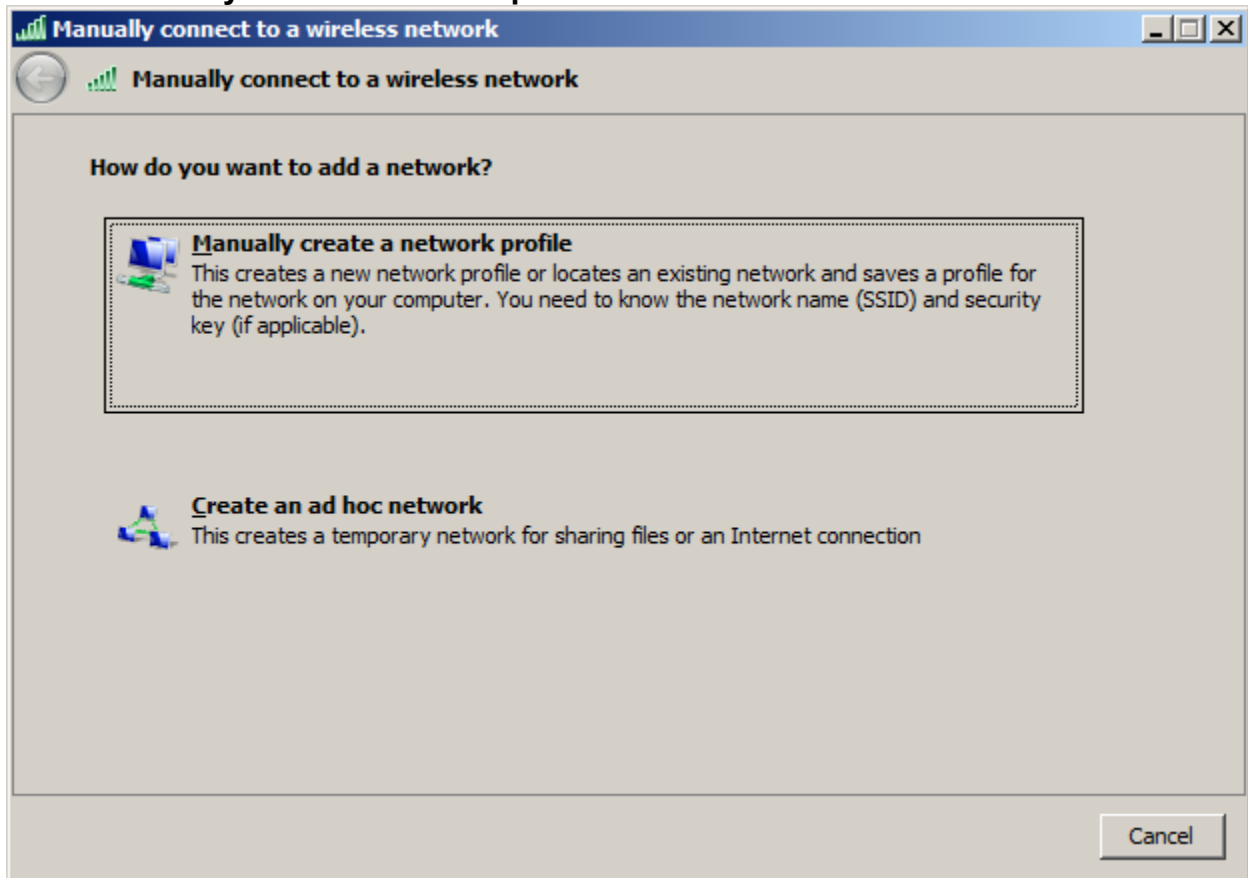 Manually connect to a wireless network
Manually connect to a wireless network
How do you want to add a network?
Manually create a network profile
This creates a new network profile or locates an existing network and saves a profile for
the network on your computer. You need to know the network name (SSID) and security
key (if applicable).
Create an ad hoc network
This creates a temporary network for sharing files or an Internet connection
Cancel